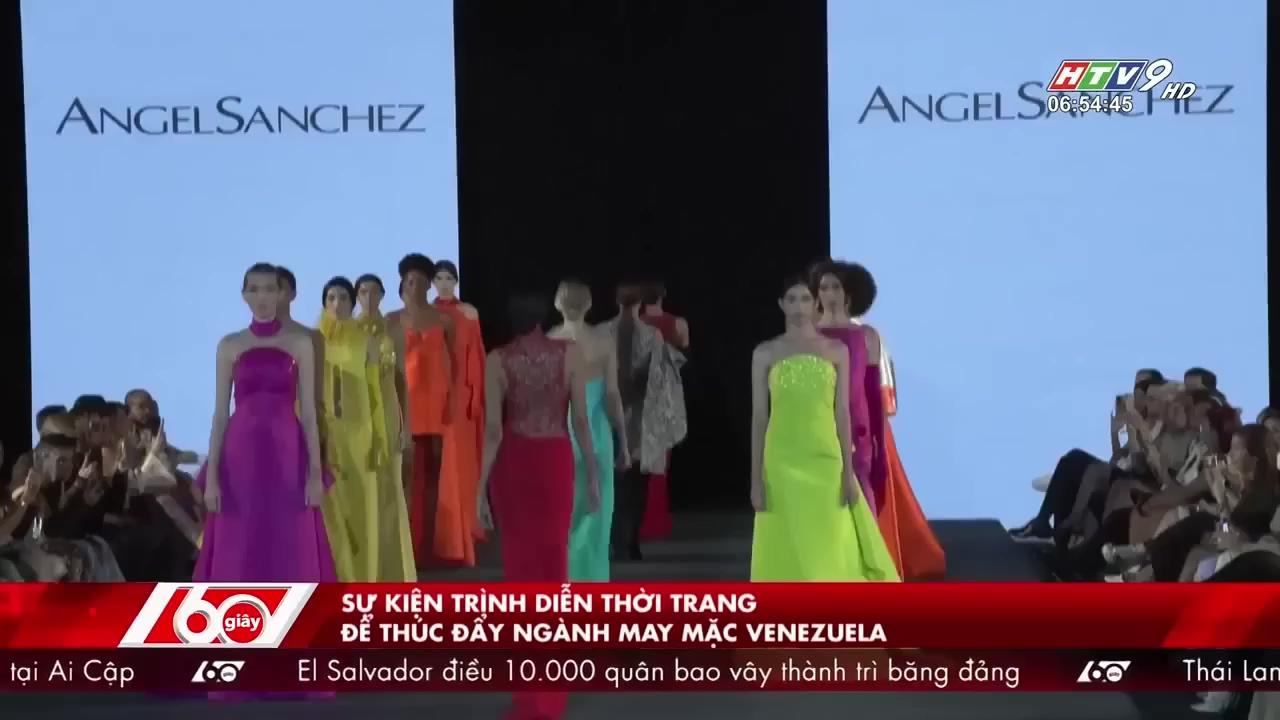 ANGELSANCHEZ
ANGELSANCHEZ
HTV9 HD
06:54:45
60 giây
SỰ KIỆN TRÌNH DIỄN THỜI TRANG
ĐỂ THÚC ĐẨY NGÀNH MAY MẶC VENEZUELA
tại Ai Cập 60 El Salvador điều 10.000 quân bao vây thành trì băng đảng 60 Thái Lan